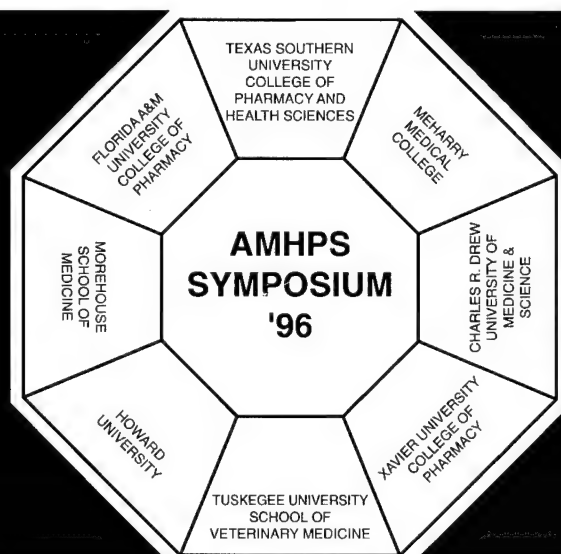 TEXAS SOUTHERN
UNIVERSITY
COLLEGE OF
PHARMACY AND
HEALTH SCIENCES
MEHARRY
MEDICAL
COLLEGE
CHARLES R. DREW
UNIVERSITY OF
MEDICINE &
SCIENCE
XAVIER UNIVERSITY
COLLEGE OF
PHARMACY
TUSKEGEE UNIVERSITY
SCHOOL OF
VETERINARY MEDICINE
HOWARD
UNIVERSITY
MOREHOUSE
SCHOOL OF
MEDICINE
FLORIDA A&M
UNIVERSITY
COLLEGE OF
PHARMACY
AMHPS
SYMPOSIUM
'96